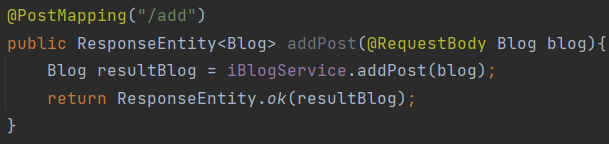 @PostMapping("/add")
public ResponseEntity<Blog> addPost(@RequestBody Blog blog){
    Blog resultBlog = iBlogService.addPost(blog);
    return ResponseEntity.ok(resultBlog);
}